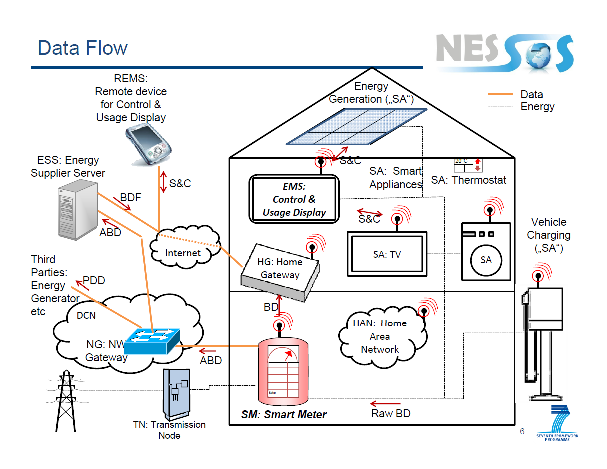 Data Flow
NESSOS
REMS:
Remote device
for Control &
Usage Display
Energy
Generation („SA“)
Data
Energy
ESS: Energy
Supplier Server
S&C
BDF
ABD
Internet
S&C
EMS:
Control &
Usage Display
SA: Smart
Appliances
SA: Thermostat
S&C
SA: TV
SA
Vehicle
Charging
(„SA“)
HG: Home
Gateway
Third
Parties:
Energy
Generator
etc
PDD
DCN
NG: NW
Gateway
ABD
BD
HAN: Home
Area
Network
TN: Transmission
Node
SM: Smart Meter
Raw BD
6
SEVENTH FRAMEWORK
PROGRAMME